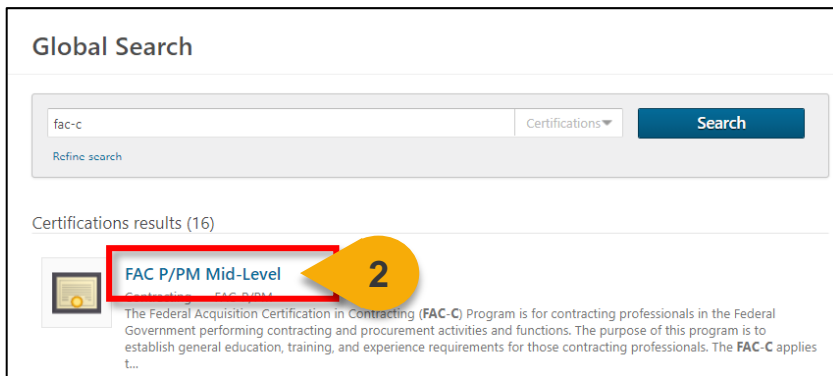 Global Search
fac-c
Certifications
Search
Refine search
Certifications results (16)
FAC P/PM Mid-Level
2
Contracting FAC P/PM
The Federal Acquisition Certification in Contracting (FAC-C) Program is for contracting professionals in the Federal
Government performing contracting and procurement activities and functions. The purpose of this program is to
establish general education, training, and experience requirements for those contracting professionals. The FAC-C applies
t...